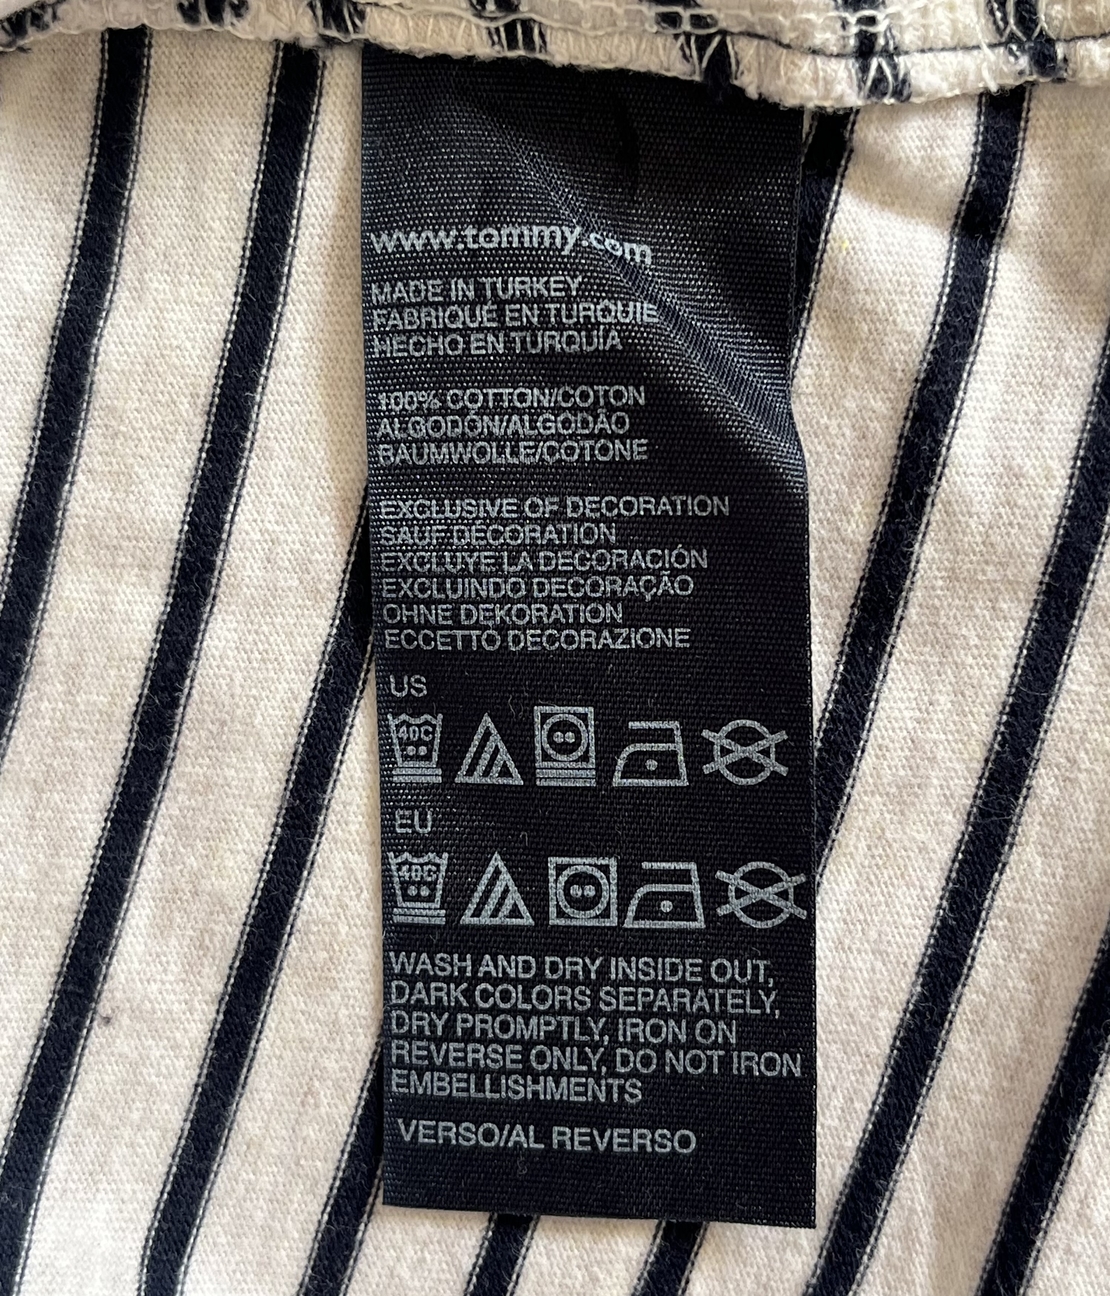 www.tommy.com
MADE IN TURKEY
FABRIQUÉ EN TURQUIE
HECHO EN TURQUÍA
100% COTTON/COTON
ALGODÓN/ALGODÃO
BAUMWOLLE/COTONE
EXCLUSIVE OF DECORATION
SAUF DÉCORATION
EXCLUYE LA DECORACIÓN
EXCLUINDO DECORAÇÃO
OHNE DEKORATION
ECCETTO DECORAZIONE
US
40C
EU
40C
WASH AND DRY INSIDE OUT,
DARK COLORS SEPARATELY,
DRY PROMPTLY, IRON ON
REVERSE ONLY, DO NOT IRON
EMBELLISHMENTS
VERSO/AL REVERSO